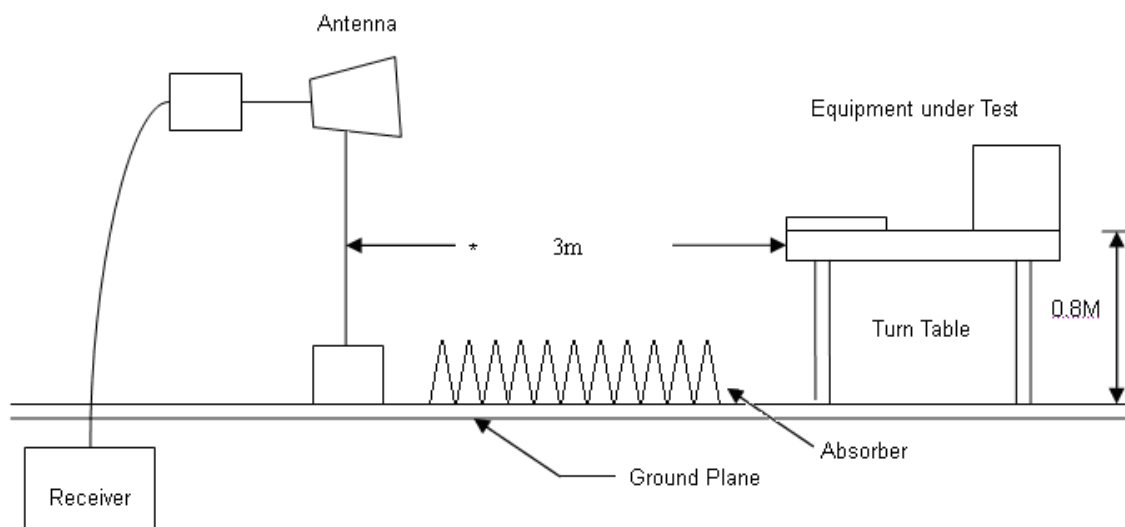 Antenna
Equipment under Test
* 3m
0.8M
Turn Table
Absorber
Ground Plane
Receiver